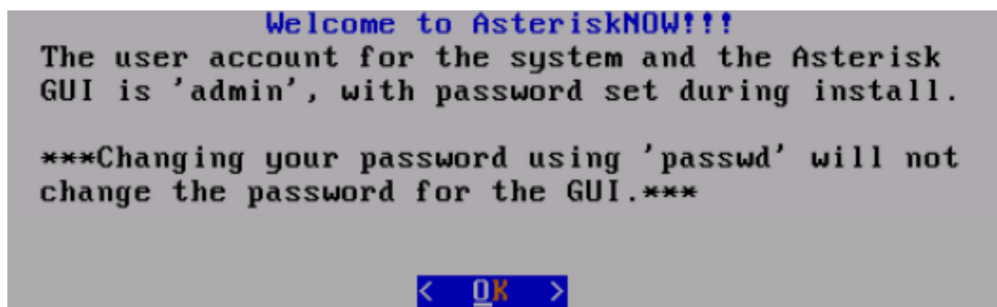 Welcome to AsteriskNOW!!!
The user account for the system and the Asterisk
GUI is 'admin', with password set during install.
***Changing your password using 'passwd' will not
change the password for the GUI.***
< OK >